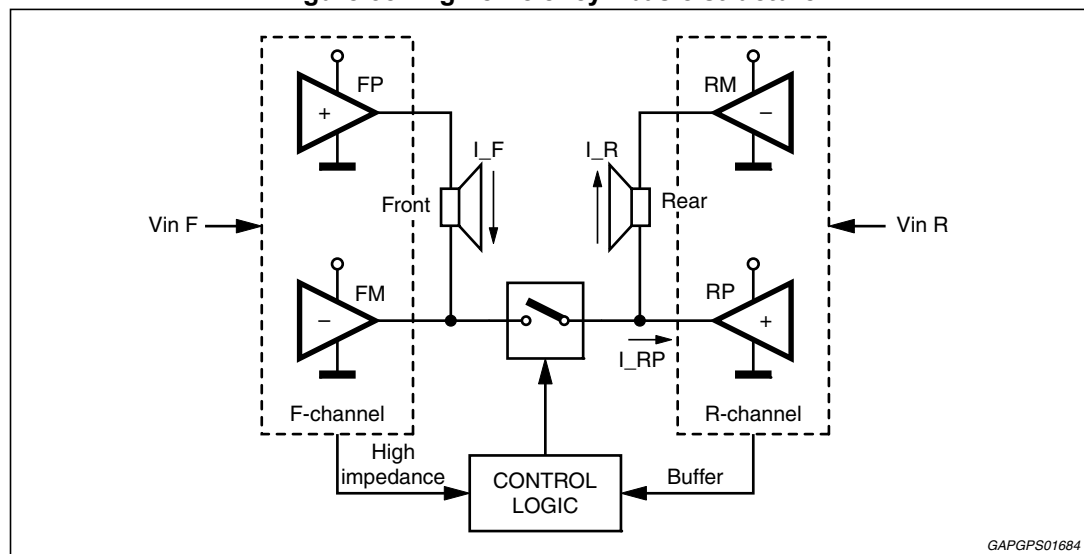 FP
RM
+
−
I_F
I_R
Front
Rear
Vin F
Vin R
FM
RP
−
+
I_RP
F-channel
R-channel
High
impedance
Buffer
CONTROL
LOGIC
GAPGPS01684